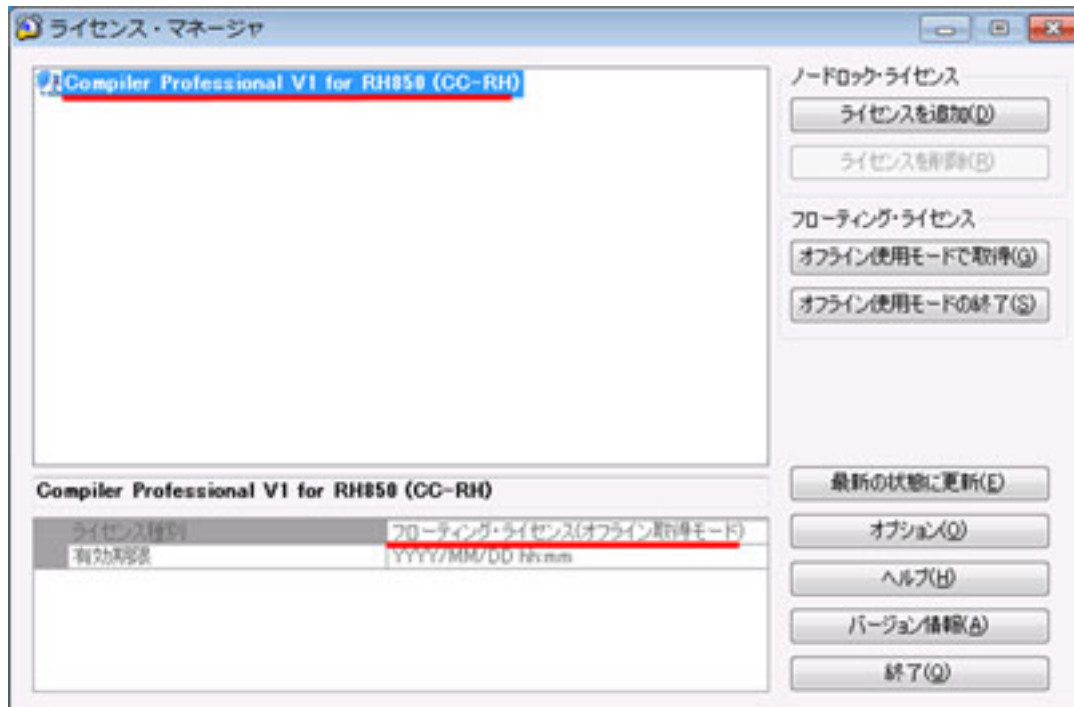 ライセンス・マネージャ
Compiler Professional V1 for RH850 (CC-RH)
ノードロック・ライセンス
ライセンスを追加(D)
ライセンスを削除(R)
フローティング・ライセンス
オフライン使用モードで取得(G)
オフライン使用モードの終了(S)
Compiler Professional V1 for RH850 (CC-RH)
ライセンス種別 フローティング・ライセンス(オフライン取得モード)
有効期限 YYYY/MM/DD hh:mm
最新の状態に更新(E)
オプション(O)
ヘルプ(H)
バージョン情報(A)
終了(Q)